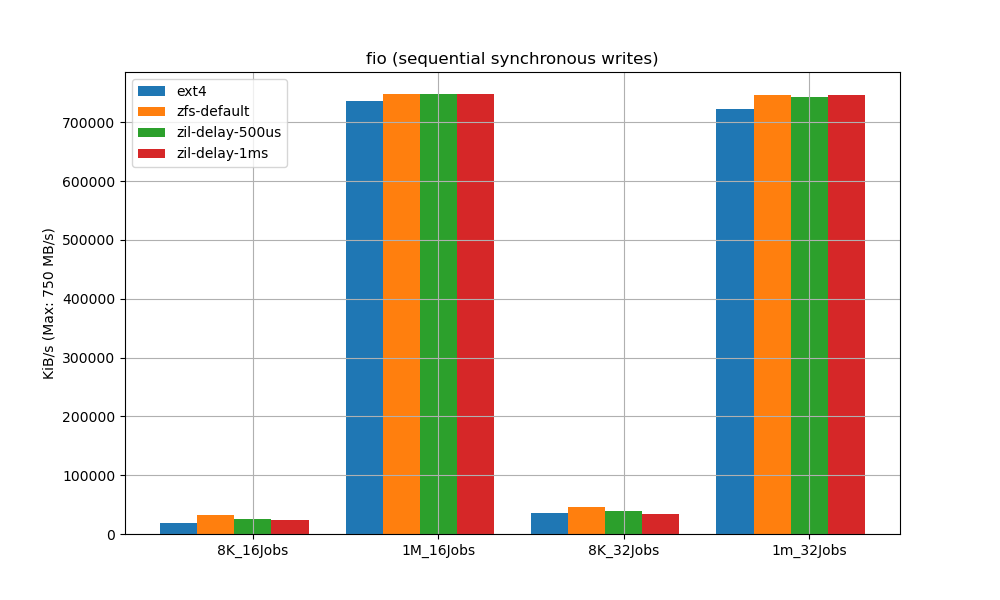 fio (sequential synchronous writes)
ext4
zfs-default
zil-delay-500us
zil-delay-1ms
KiB/s (Max: 750 MB/s)
700000
600000
500000
400000
300000
200000
100000
0
8K_16Jobs
1M_16Jobs
8K_32Jobs
1m_32Jobs